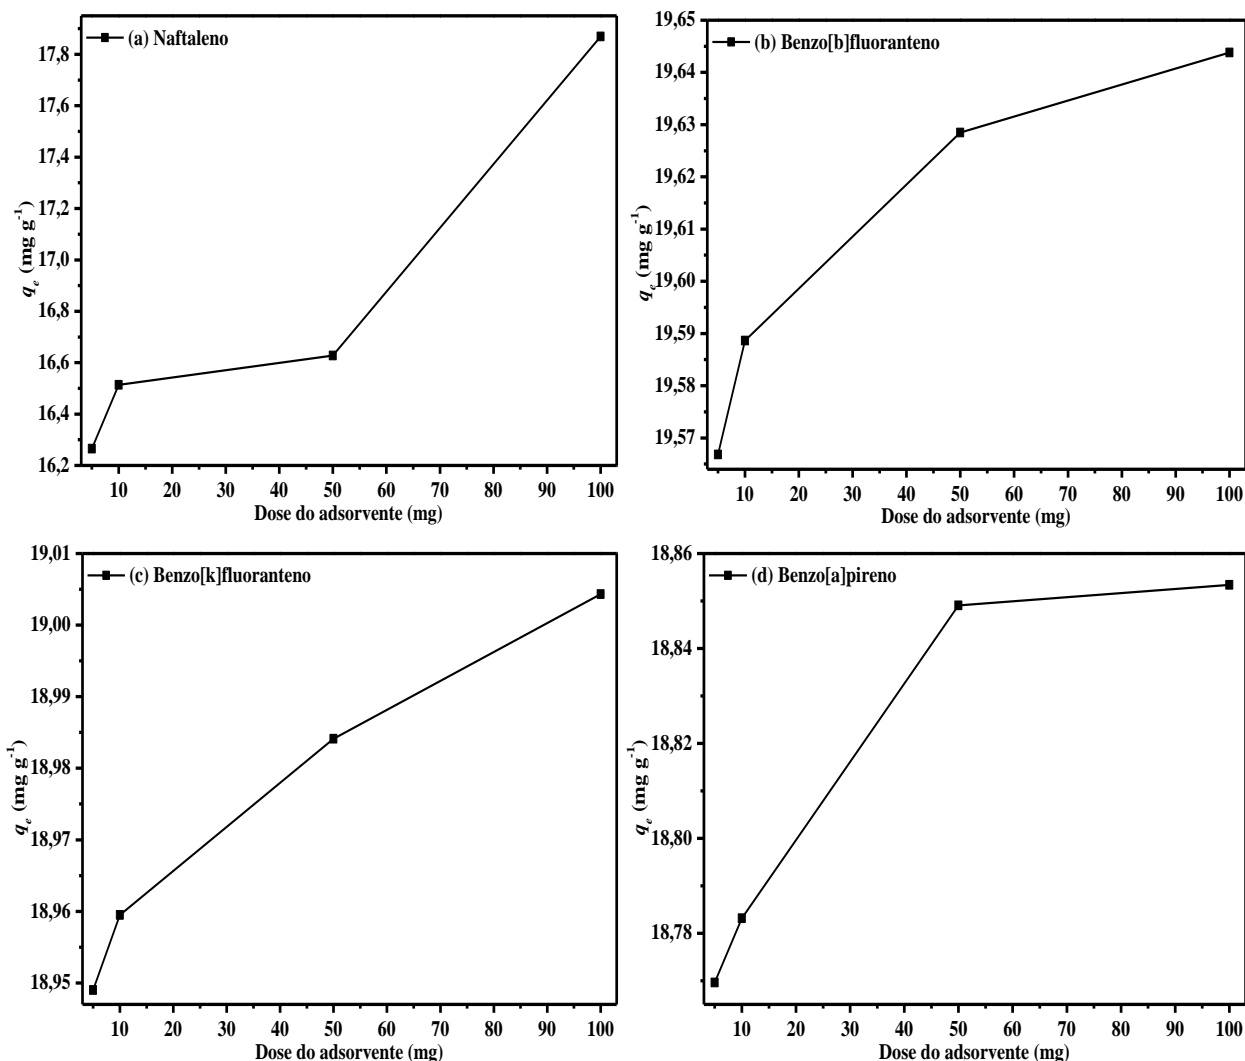 (a) Naftaleno
17,8
17,6
17,4
17,2
17,0
16,8
16,6
16,4
16,2
q_e (mg g⁻¹)
10 20 30 40 50 60 70 80 90 100
Dose do adsorvente (mg)
(b) Benzo[b]fluoranteno
19,65
19,64
19,63
19,62
19,61
19,60
19,59
19,58
19,57
q_e (mg g⁻¹)
10 20 30 40 50 60 70 80 90 100
Dose do adsorvente (mg)
(c) Benzo[k]fluoranteno
19,01
19,00
18,99
18,98
18,97
18,96
18,95
q_e (mg g⁻¹)
10 20 30 40 50 60 70 80 90 100
Dose do adsorvente (mg)
(d) Benzo[a]pireno
18,86
18,84
18,82
18,80
18,78
q_e (mg g⁻¹)
10 20 30 40 50 60 70 80 90 100
Dose do adsorvente (mg)